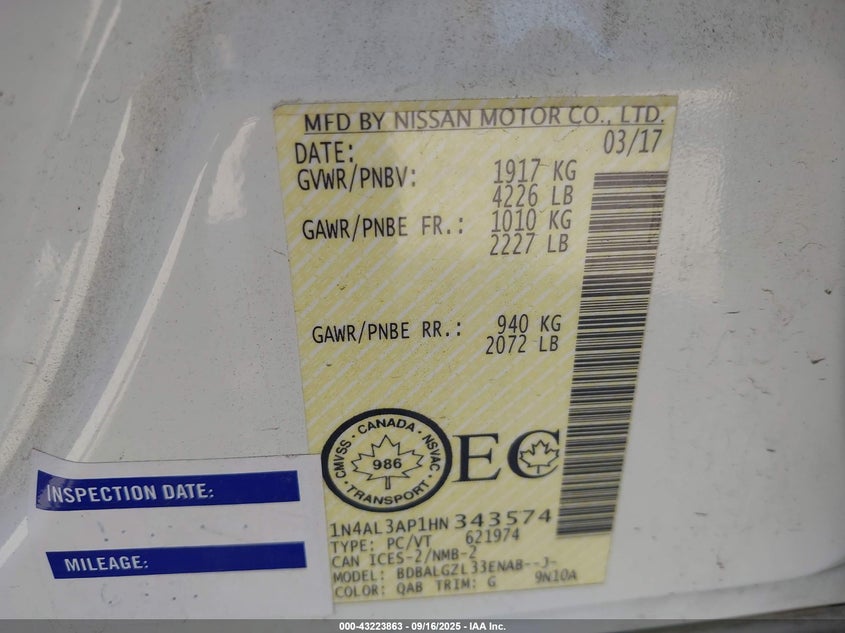 MFD BY NISSAN MOTOR CO., LTD.
DATE: 03/17
GVWR/PNBV: 1917 KG
4226 LB
GAWR/PNBE FR.: 1010 KG
2227 LB
GAWR/PNBE RR.: 940 KG
2072 LB
CMVSS · CANADA · NSVAC · TRANSPORT ·
986
EC
1N4AL3AP1HN343574
TYPE: PC/VT 621974
CAN ICES-2/NMB-2
MODEL: BDBALGZL33ENAB--J-
COLOR: QAB TRIM: G 9N10A
INSPECTION DATE:
MILEAGE:
000-43223863 - 09/16/2025 - IAA Inc.